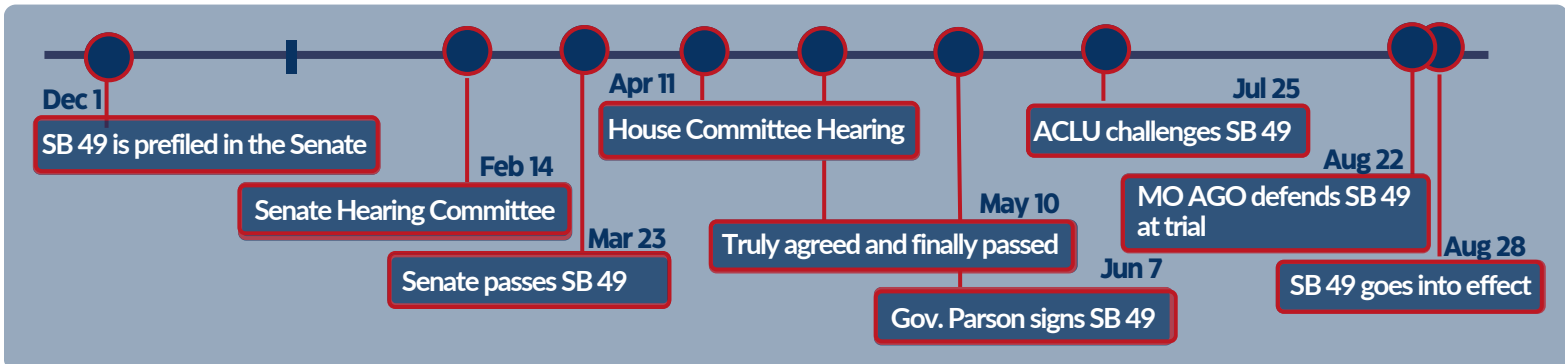 Dec 1
SB 49 is prefiled in the Senate
Feb 14
Senate Hearing Committee
Mar 23
Senate passes SB 49
Apr 11
House Committee Hearing
May 10
Truly agreed and finally passed
Jun 7
Gov. Parson signs SB 49
Jul 25
ACLU challenges SB 49
Aug 22
MO AGO defends SB 49
at trial
Aug 28
SB 49 goes into effect